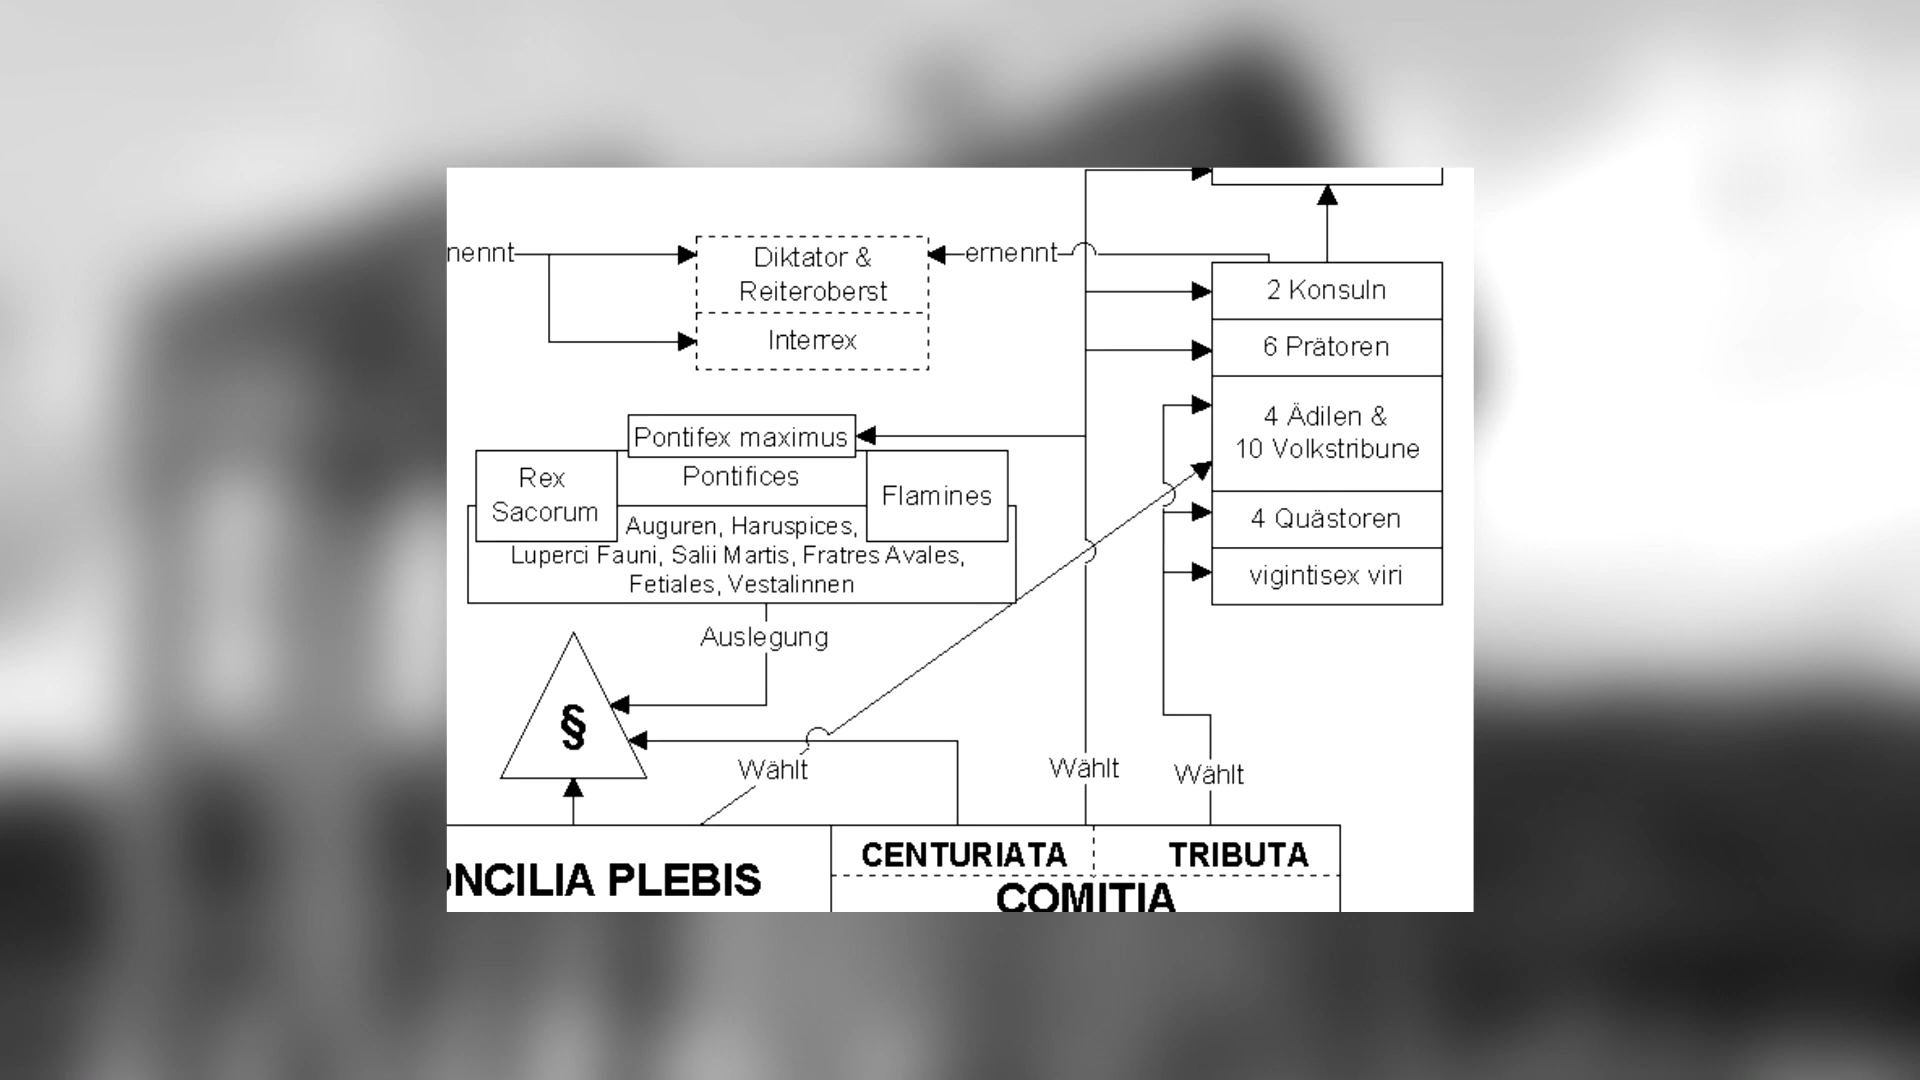 nennt
Diktator &
Reiteroberst
Interrex
ernennt
2 Konsuln
6 Prätoren
4 Ädilen &
10 Volkstribune
4 Quästoren
vigintisex viri
Pontifex maximus
Pontifices
Rex
Sacorum
Flamines
Auguren, Haruspices,
Luperci Fauni, Salii Martis, Fratres Avales,
Fetiales, Vestalinnen
Auslegung
§
Wählt
Wählt
Wählt
ONCILIA PLEBIS
CENTURIATA
TRIBUTA
COMITIA